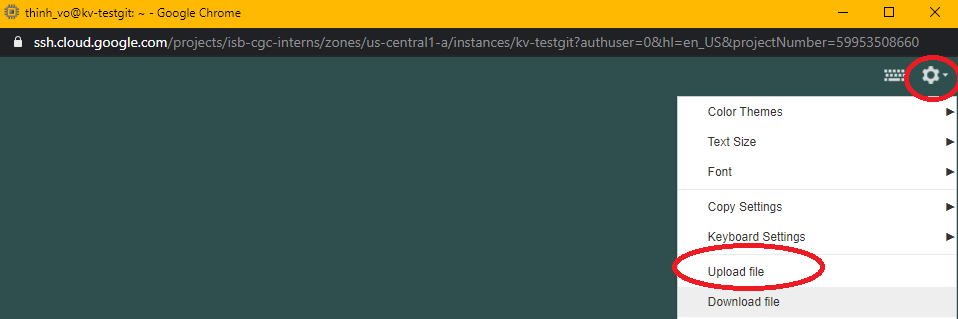 thinh_vo@kv-testgit: ~ - Google Chrome
ssh.cloud.google.com/projects/isb-cgc-interns/zones/us-central1-a/instances/kv-testgit?authuser=0&hl=en_US&projectNumber=59953508660
Color Themes
Text Size
Font
Copy Settings
Keyboard Settings
Upload file
Download file